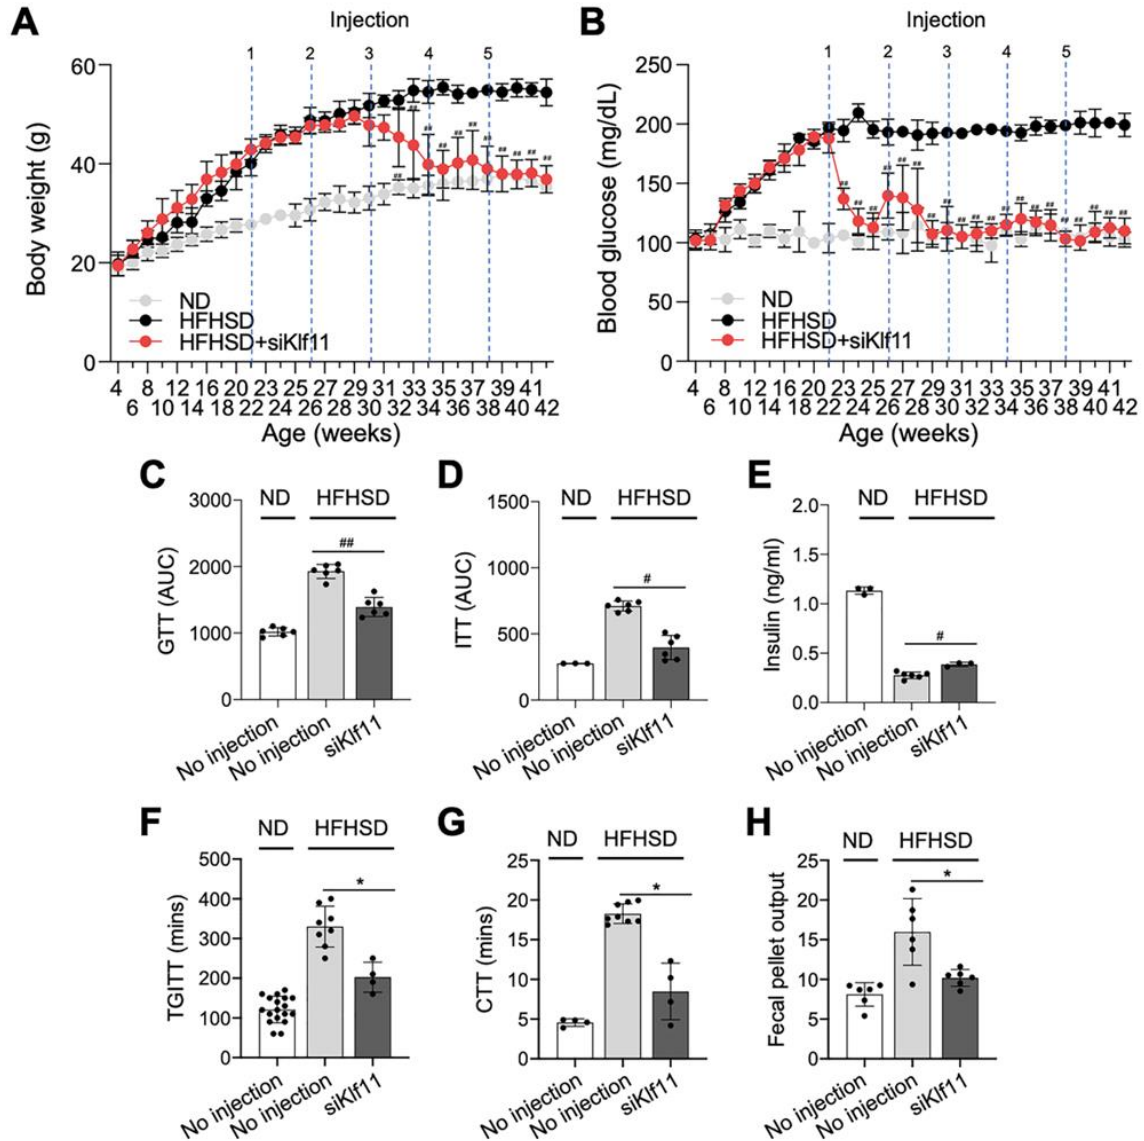 A
Injection
1 2 3 4 5
Body weight (g)
60
40
20
0
## ## ## ## ## ## ## ## ## ## ##
ND
HFHSD
HFHSD+siKlf11
4 8 12 16 20 23 25 27 29 31 33 35 37 39 41
6 10 14 18 22 24 26 28 30 32 34 36 38 40 42
Age (weeks)
B
Injection
1 2 3 4 5
Blood glucose (mg/dL)
250
200
150
100
50
0
## ## ## ## ## ## ## ## ## ## ## ## ## ## ## ## ## ## ## ##
ND
HFHSD
HFHSD+siKlf11
4 8 12 16 20 23 25 27 29 31 33 35 37 39 41
6 10 14 18 22 24 26 28 30 32 34 36 38 40 42
Age (weeks)
C
ND HFHSD
GTT (AUC)
3000
2000
1000
0
##
No injection
No injection
siKlf11
D
ND HFHSD
ITT (AUC)
1500
1000
500
0
#
No injection
No injection
siKlf11
E
ND HFHSD
Insulin (ng/ml)
2.0
1.5
1.0
0.5
0.0
#
No injection
No injection
siKlf11
F
ND HFHSD
TGITT (mins)
500
400
300
200
100
0
*
No injection
No injection
siKlf11
G
ND HFHSD
CTT (mins)
25
20
15
10
5
0
*
No injection
No injection
siKlf11
H
ND HFHSD
Fecal pellet output
25
20
15
10
5
0
*
No injection
No injection
siKlf11